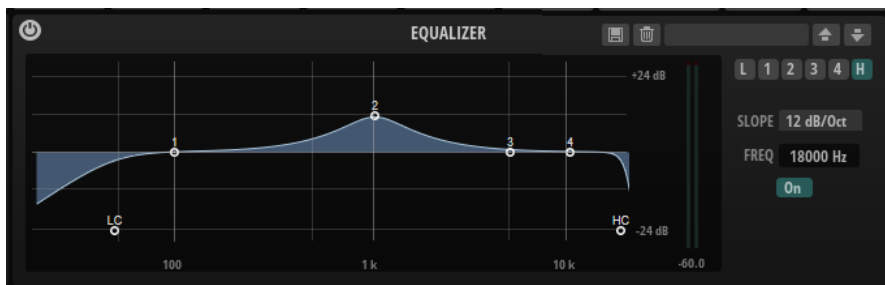 EQUALIZER
+24 dB
L 1 2 3 4 H
2
1
3
4
SLOPE 12 dB/Oct
FREQ 18000 Hz
On
LC
HC
-24 dB
100
1 k
10 k
-60.0